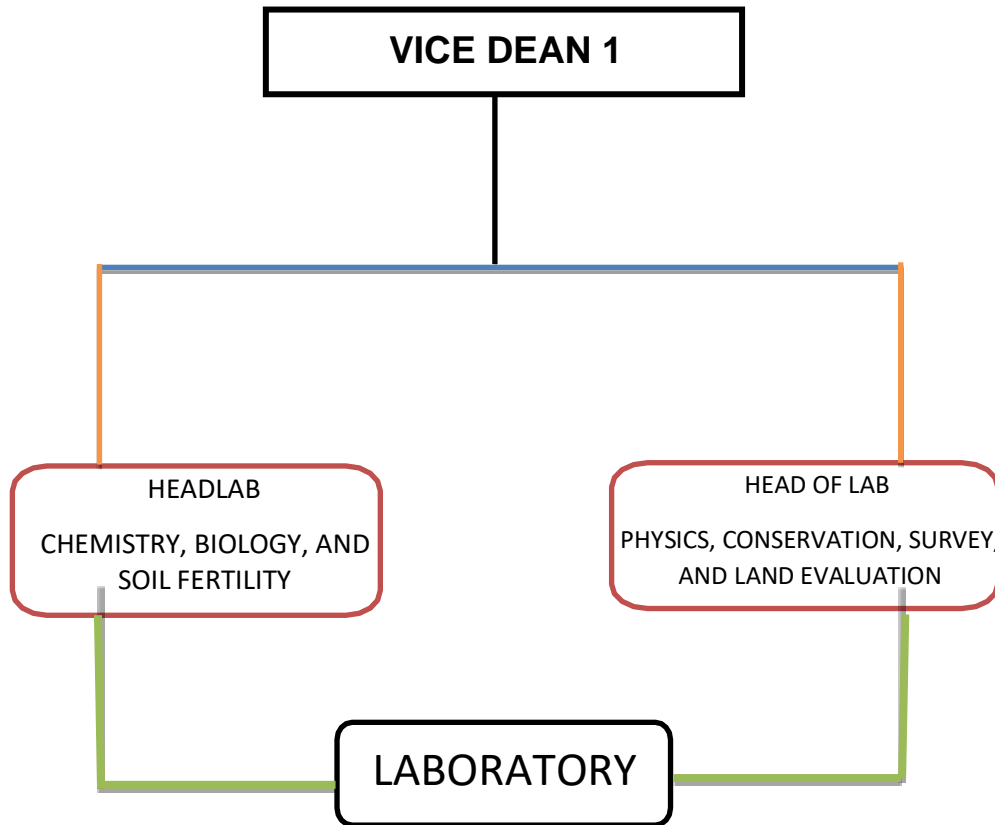 VICE DEAN 1
HEADLAB
CHEMISTRY, BIOLOGY, AND
SOIL FERTILITY
HEAD OF LAB
PHYSICS, CONSERVATION, SURVEY,
AND LAND EVALUATION
LABORATORY